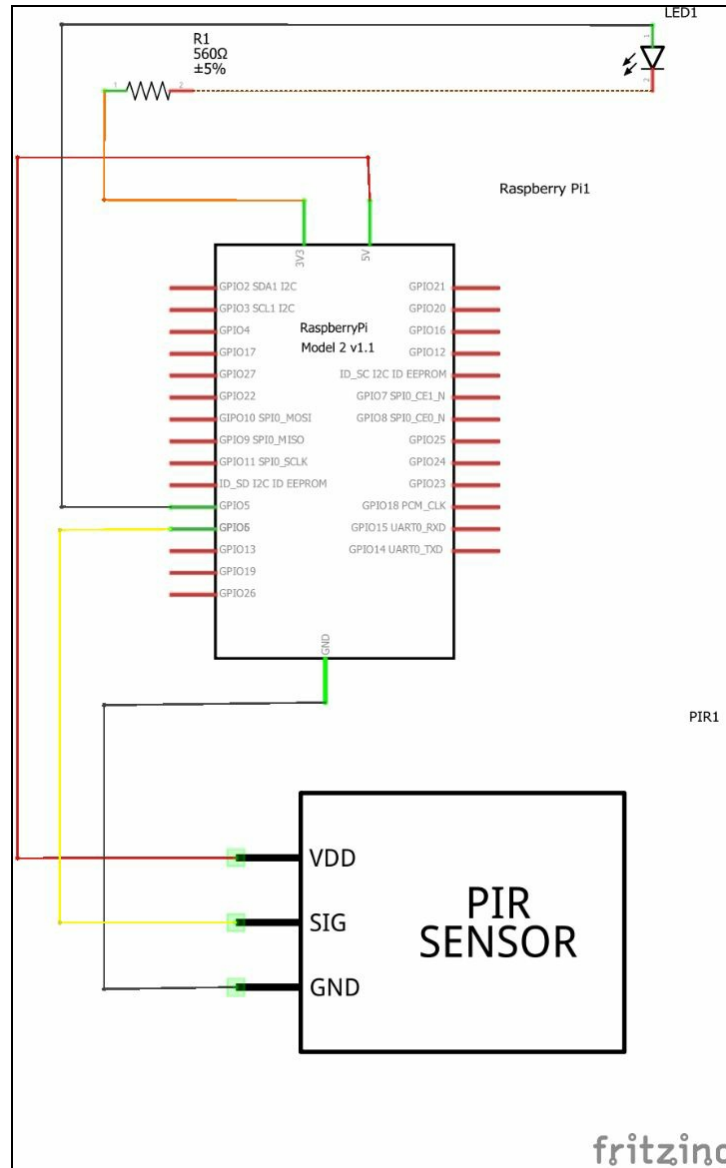 LED1
1
2
R1
560Ω
±5%
1
2
Raspberry Pi1
3V3
5V
RaspberryPi
Model 2 v1.1
GPIO2 SDA1 I2C
GPIO3 SCL1 I2C
GPIO4
GPIO17
GPIO27
GPIO22
GIPO10 SPI0_MOSI
GPIO9 SPI0_MISO
GPIO11 SPI0_SCLK
ID_SD I2C ID EEPROM
GPIO5
GPIO6
GPIO13
GPIO19
GPIO26
GPIO21
GPIO20
GPIO16
GPIO12
ID_SC I2C ID EEPROM
GPIO7 SPI0_CE1_N
GPIO8 SPI0_CE0_N
GPIO25
GPIO24
GPIO23
GPIO18 PCM_CLK
GPIO15 UART0_RXD
GPIO14 UART0_TXD
GND
PIR1
VDD
SIG
GND
PIR
SENSOR
fritzing